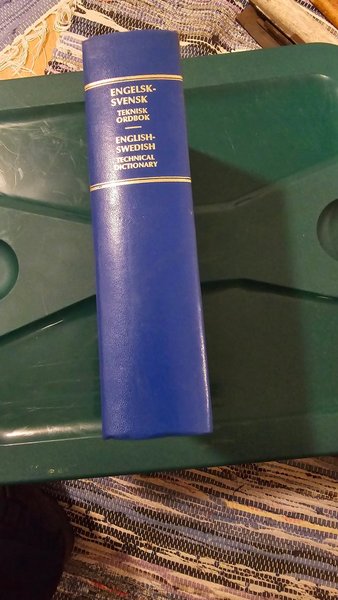 ENGELSK-
SVENSK
TEKNISK
ORDBOK
ENGLISH-
SWEDISH
TECHNICAL
DICTIONARY